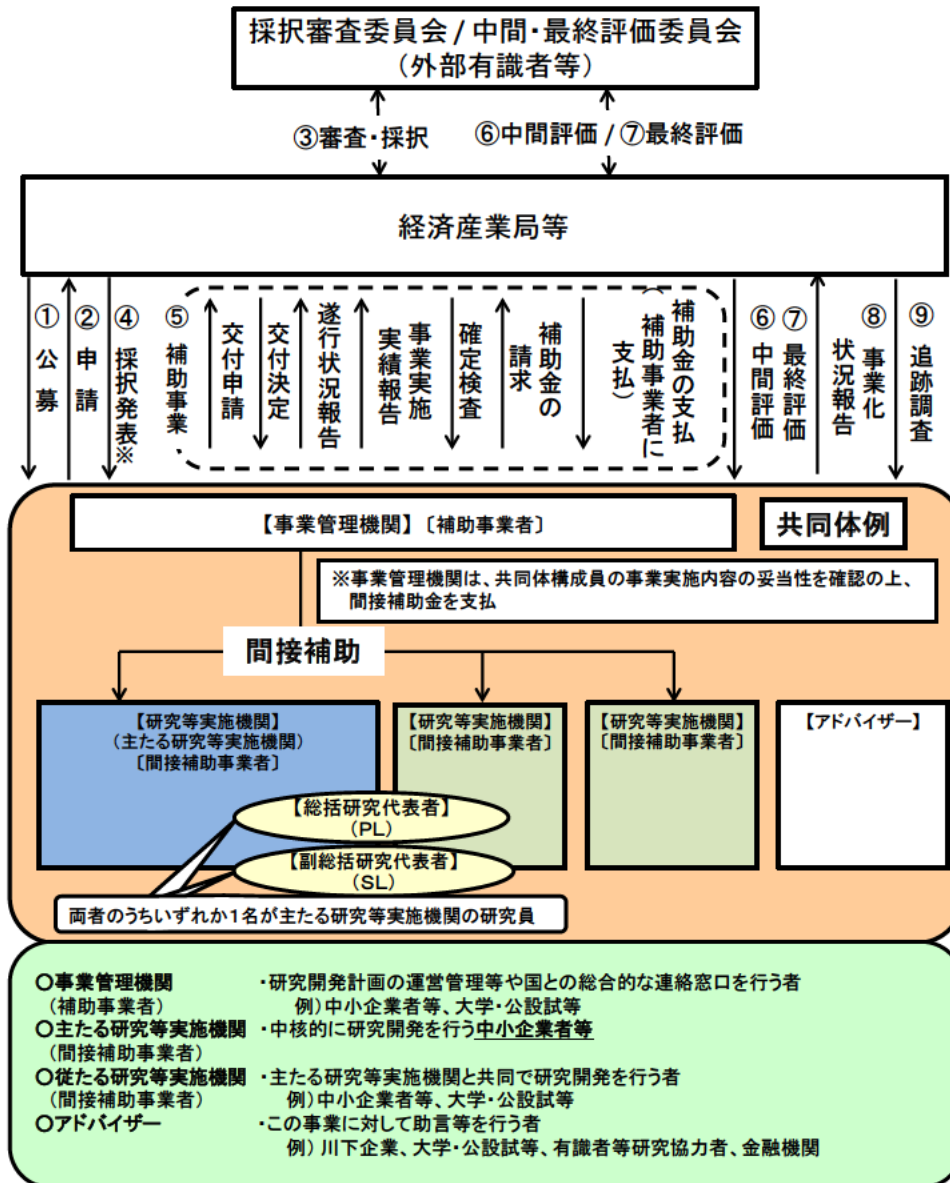 採択審査委員会 / 中間・最終評価委員会
（外部有識者等）
③審査・採択
⑥中間評価 / ⑦最終評価
経済産業局等
①公募
②申請
④採択発表※
⑤補助事業
交付申請
交付決定
遂行状況報告
事業実施
実績報告
確定検査
補助金の
請求
補助金の支払
（補助事業者に
支払）
⑥中間評価
⑦最終評価
⑧事業化
状況報告
⑨追跡調査
【事業管理機関】〔補助事業者〕
共同体例
※事業管理機関は、共同体構成員の事業実施内容の妥当性を確認の上、
間接補助金を支払
間接補助
【研究等実施機関】
(主たる研究等実施機関)
〔間接補助事業者〕
【研究等実施機関】
〔間接補助事業者〕
【研究等実施機関】
〔間接補助事業者〕
【アドバイザー】
【総括研究代表者】
（PL）
【副総括研究代表者】
（SL）
両者のうちいずれか１名が主たる研究等実施機関の研究員
○事業管理機関 ・研究開発計画の運営管理等や国との総合的な連絡窓口を行う者
（補助事業者） 例）中小企業者等、大学・公設試等
○主たる研究等実施機関 ・中核的に研究開発を行う中小企業者等
（間接補助事業者）
○従たる研究等実施機関 ・主たる研究等実施機関と共同で研究開発を行う者
（間接補助事業者） 例）中小企業者等、大学・公設試等
○アドバイザー ・この事業に対して助言等を行う者
例）川下企業、大学・公設試等、有識者等研究協力者、金融機関